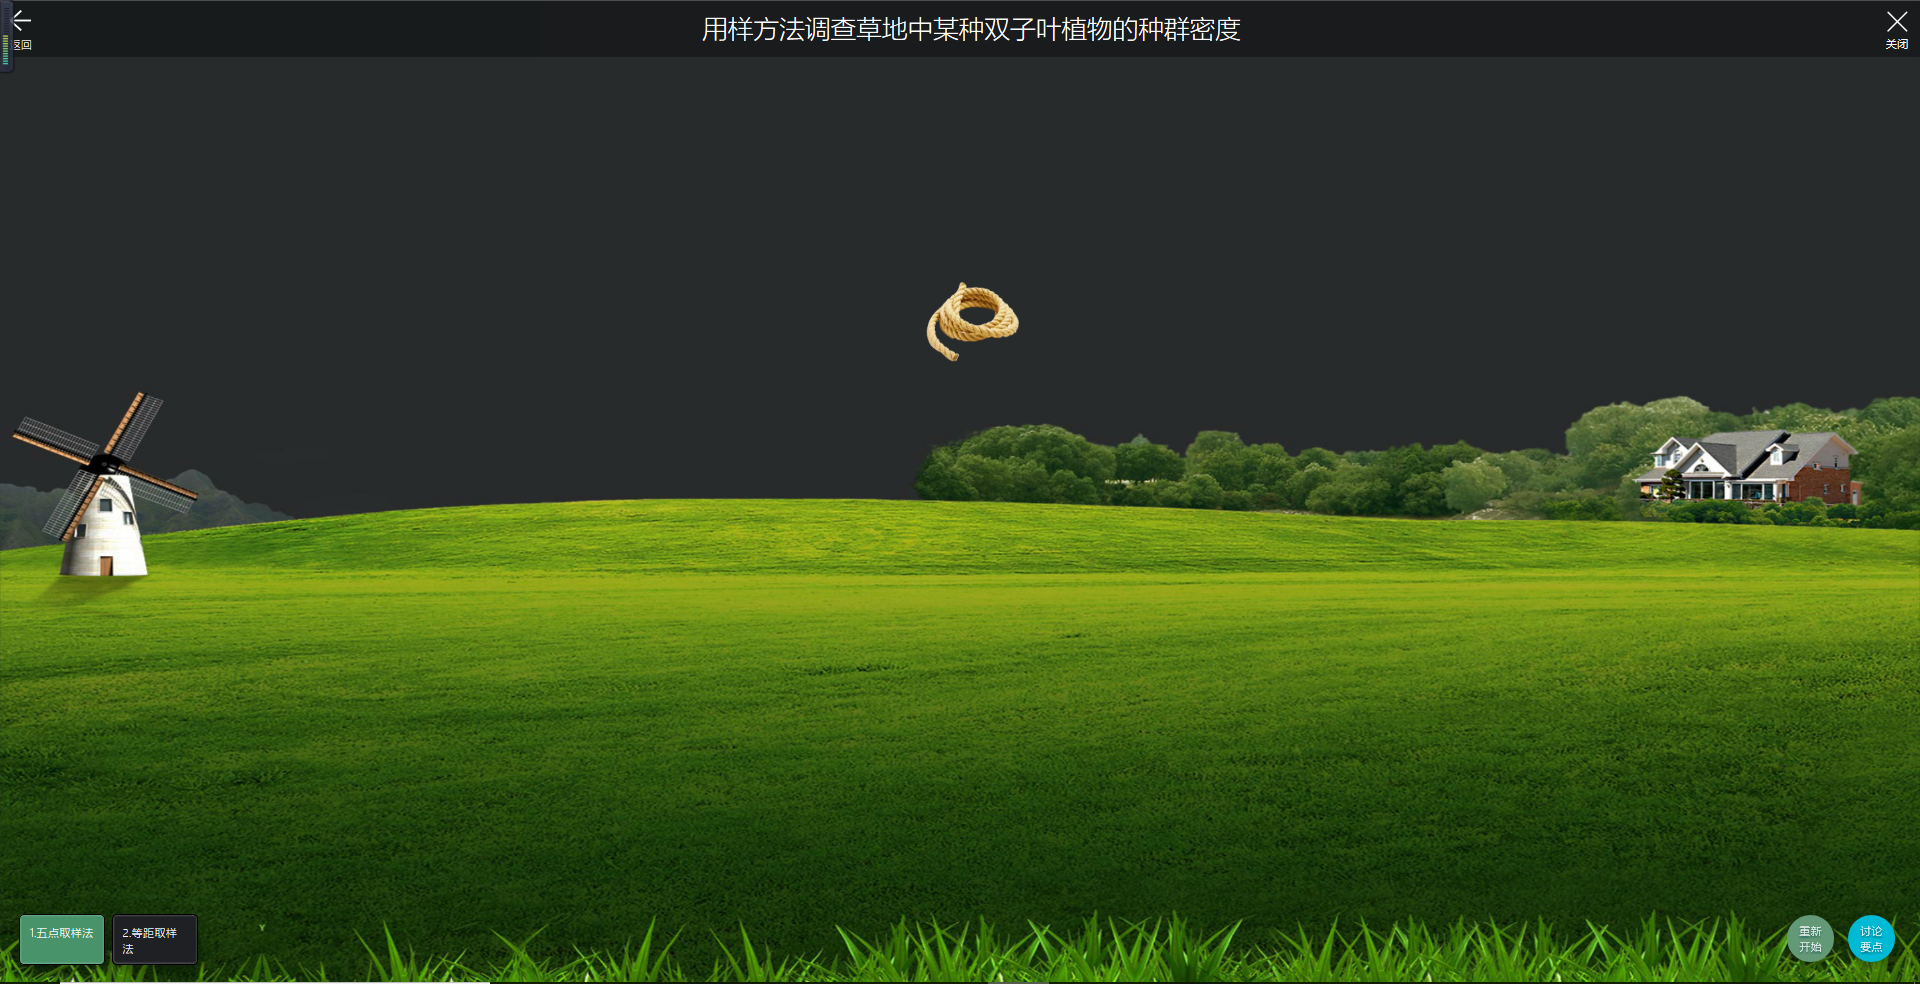 用样方法调查草地中某种双子叶植物的种群密度
返回
关闭
1.五点取样法
2.等距取样
法
重新
开始
讨论
要点